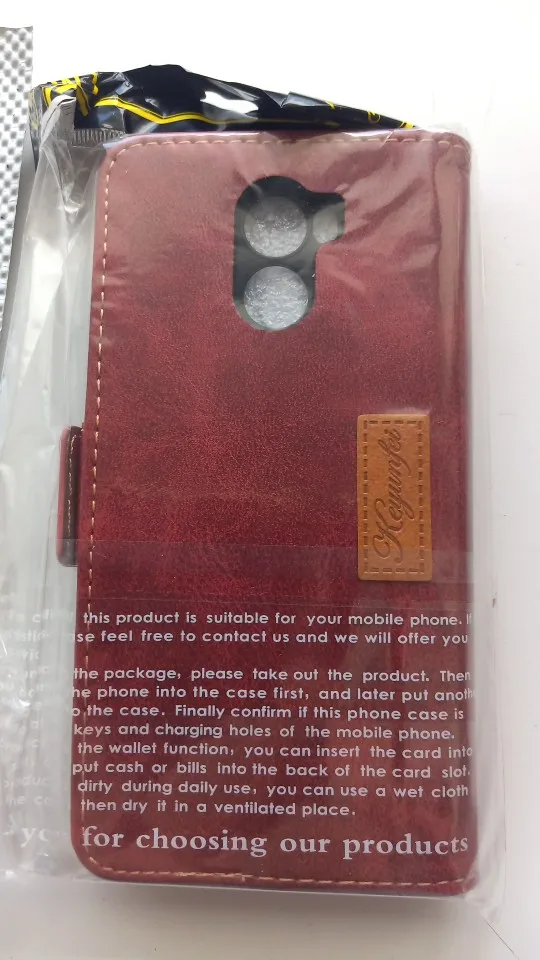 Keyunfei
this product is suitable for your mobile phone. If
se feel free to contact us and we will offer you
the package, please take out the product. Then
he phone into the case first, and later put anoth
o the case. Finally confirm if this phone case is
keys and charging holes of the mobile phone.
the wallet function, you can insert the card into
put cash or bills into the back of the card slot.
dirty during daily use, you can use a wet cloth
then dry it in a ventilated place.
for choosing our products